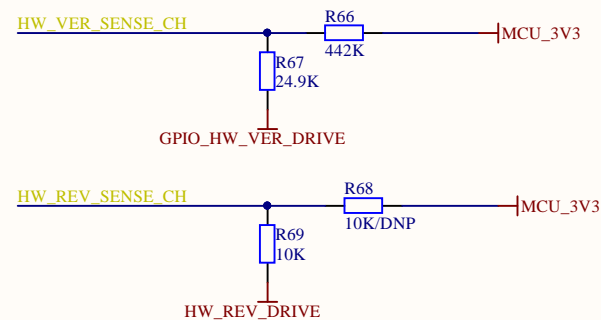 HW_VER_SENSE_CH
R66
442K
MCU_3V3
R67
24.9K
GPIO_HW_VER_DRIVE
HW_REV_SENSE_CH
R68
10K/DNP
MCU_3V3
R69
10K
HW_REV_DRIVE